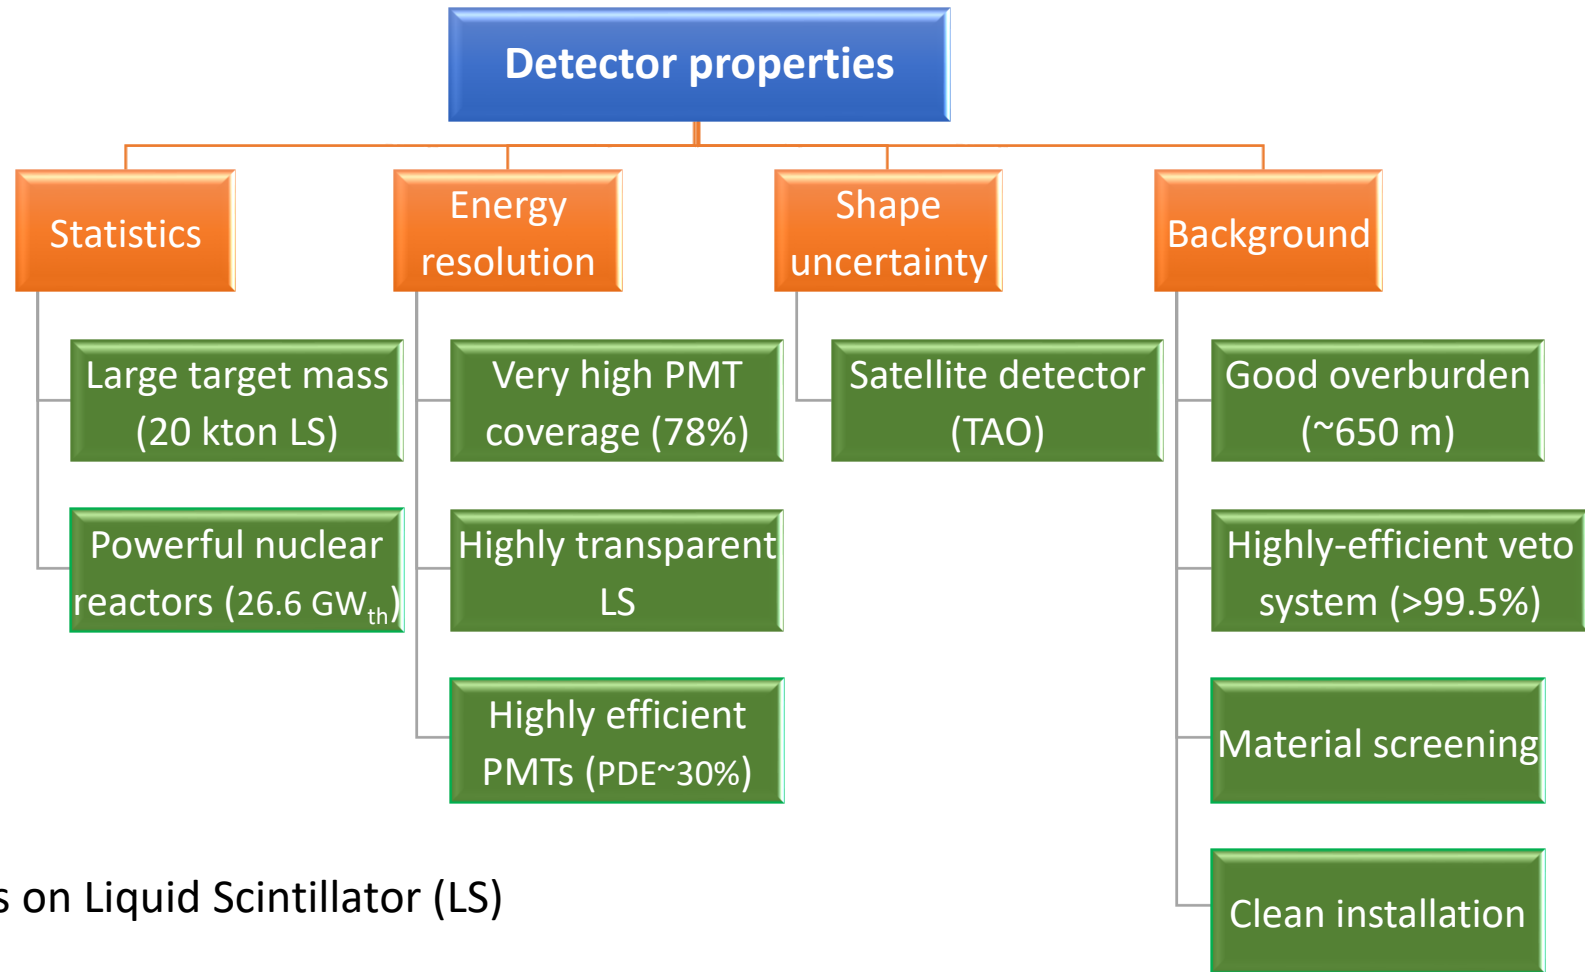 Detector properties
Statistics
Large target mass
(20 kton LS)
Powerful nuclear
reactors (26.6 GWth)
Energy
resolution
Very high PMT
coverage (78%)
Highly transparent
LS
Highly efficient
PMTs (PDE~30%)
Shape
uncertainty
Satellite detector
(TAO)
Background
Good overburden
(~650 m)
Highly-efficient veto
system (>99.5%)
Material screening
Clean installation
s on Liquid Scintillator (LS)